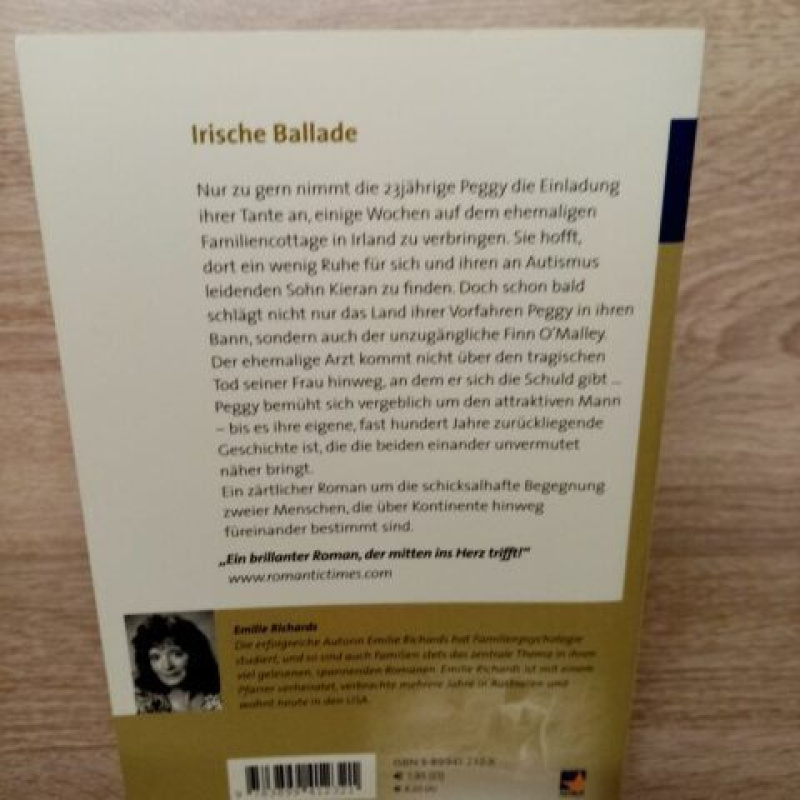 Irische Ballade
Nur zu gern nimmt die 23jährige Peggy die Einladung
ihrer Tante an, einige Wochen auf dem ehemaligen
Familiencottage in Irland zu verbringen. Sie hofft,
dort ein wenig Ruhe für sich und ihren an Autismus
leidenden Sohn Kieran zu finden. Doch schon bald
schlägt nicht nur das Land ihrer Vorfahren Peggy in ihren
Bann, sondern auch der unzugängliche Finn O'Malley.
Der ehemalige Arzt kommt nicht über den tragischen
Tod seiner Frau hinweg, an dem er sich die Schuld gibt ...
Peggy bemüht sich vergeblich um den attraktiven Mann
– bis es ihre eigene, fast hundert Jahre zurückliegende
Geschichte ist, die die beiden einander unvermutet
näher bringt.
Ein zärtlicher Roman um die schicksalhafte Begegnung
zweier Menschen, die über Kontinente hinweg
füreinander bestimmt sind.
„Ein brillanter Roman, der mitten ins Herz trifft!"
www.romantictimes.com
Emilie Richards
Die erfolgreiche Autorin Emilie Richards hat Familienpsychologie
studiert, und so sind auch Familien stets das zentrale Thema in ihren
viel gelesenen, spannenden Romanen. Emilie Richards ist mit einem
Pfarrer verheiratet, verbrachte mehrere Jahre in Australien und
wohnt heute in den USA.
ISBN